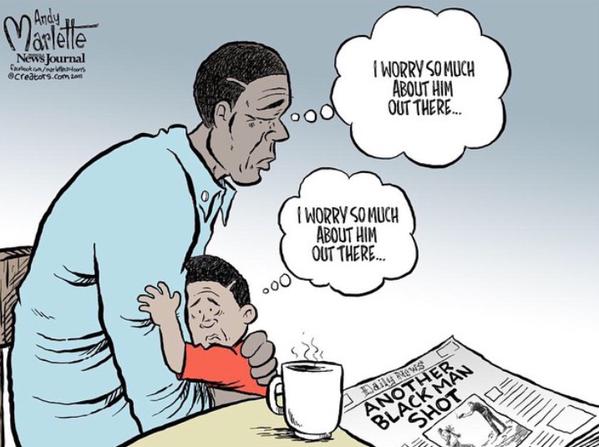 Andy
Marlette
News Journal
facebook.com/marlettecartoons
©creators.com
I WORRY SO MUCH
ABOUT HIM
OUT THERE...
I WORRY SO MUCH
ABOUT HIM
OUT THERE...
Daily News
ANOTHER
BLACK MAN
SHOT